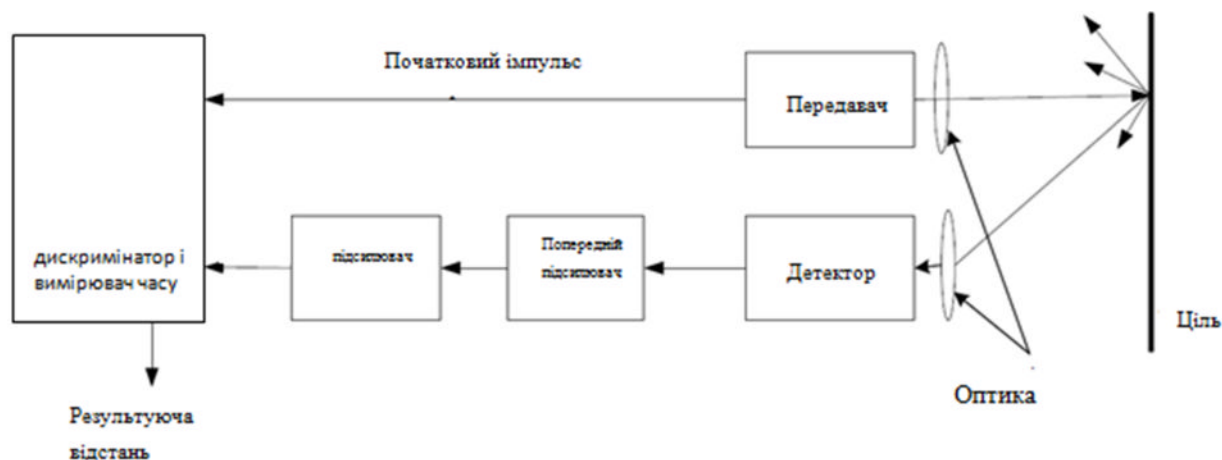 Початковий імпульс
Передавач
дискримінатор і
вимірювач часу
підсилювач
Попередній
підсилювач
Детектор
Ціль
Оптика
Результуюча
відстань